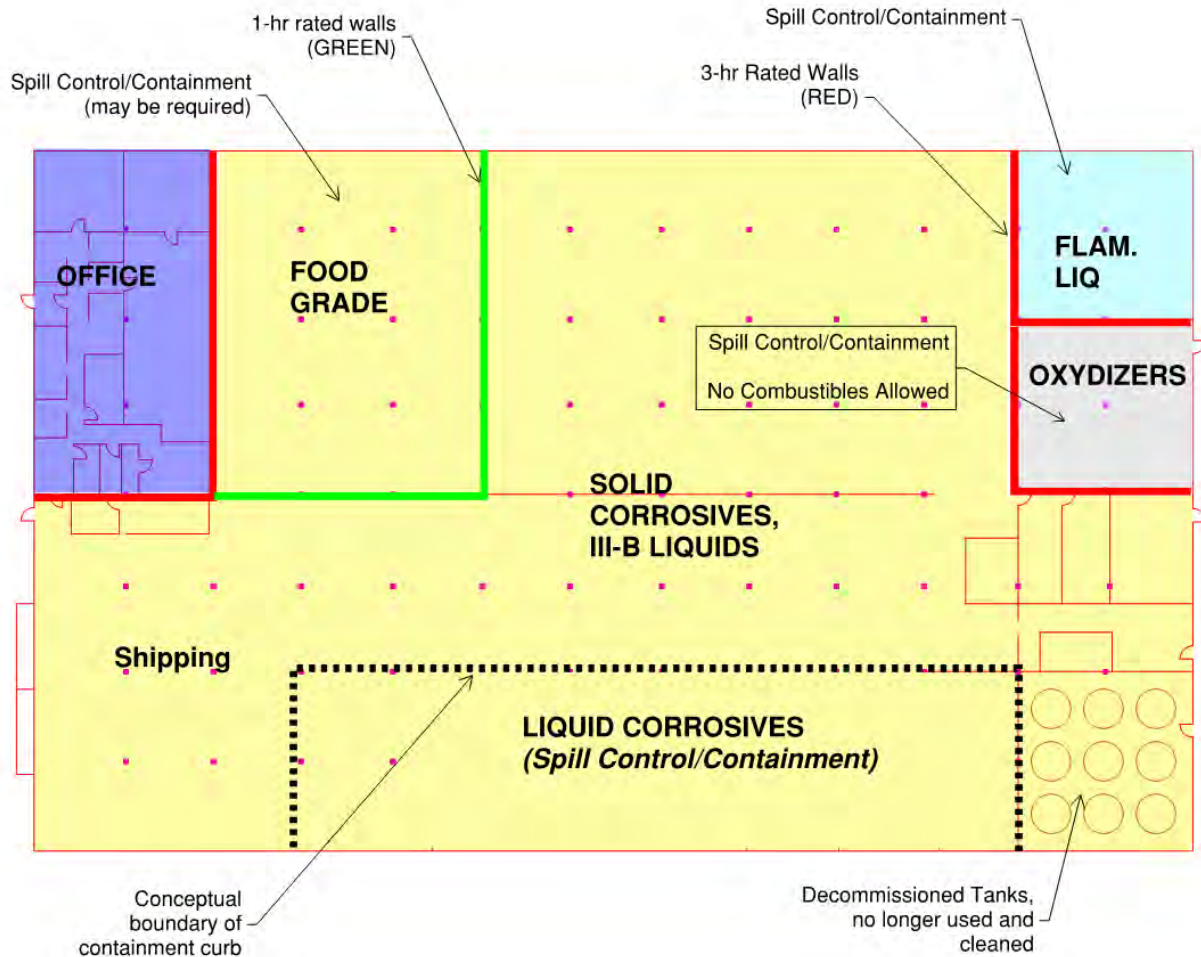 1-hr rated walls
(GREEN)
Spill Control/Containment
Spill Control/Containment
(may be required)
3-hr Rated Walls
(RED)
OFFICE
FOOD
GRADE
FLAM.
LIQ
Spill Control/Containment
No Combustibles Allowed
OXYDIZERS
SOLID
CORROSIVES,
III-B LIQUIDS
Shipping
LIQUID CORROSIVES
(Spill Control/Containment)
Conceptual
boundary of
containment curb
Decommissioned Tanks,
no longer used and
cleaned